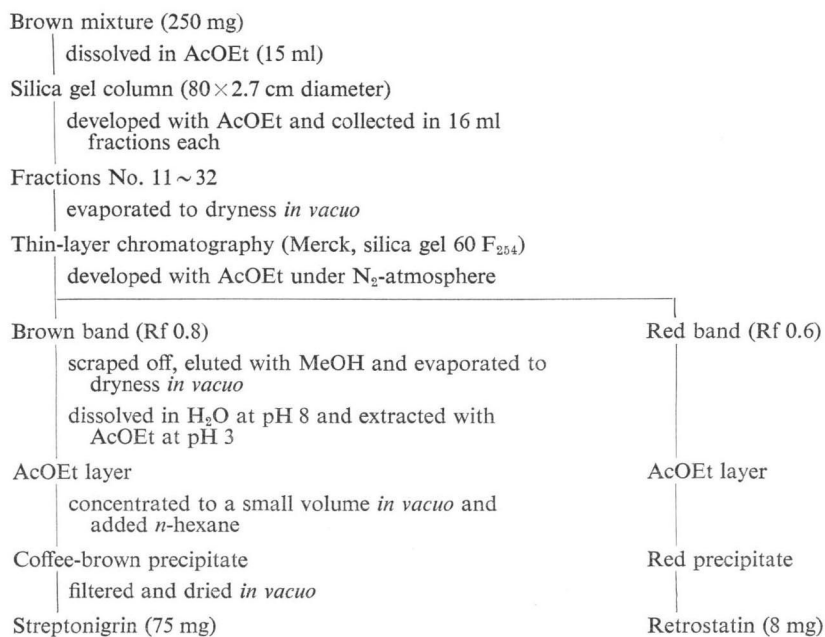 Brown mixture (250 mg)
dissolved in AcOEt (15 ml)
Silica gel column (80×2.7 cm diameter)
developed with AcOEt and collected in 16 ml
fractions each
Fractions No. 11~32
evaporated to dryness in vacuo
Thin-layer chromatography (Merck, silica gel 60 F₂₅₄)
developed with AcOEt under N₂-atmosphere
Brown band (Rf 0.8) Red band (Rf 0.6)
scraped off, eluted with MeOH and evaporated to
dryness in vacuo
dissolved in H₂O at pH 8 and extracted with
AcOEt at pH 3
AcOEt layer AcOEt layer
concentrated to a small volume in vacuo and
added n-hexane
Coffee-brown precipitate Red precipitate
filtered and dried in vacuo
Streptonigrin (75 mg) Retrostatin (8 mg)